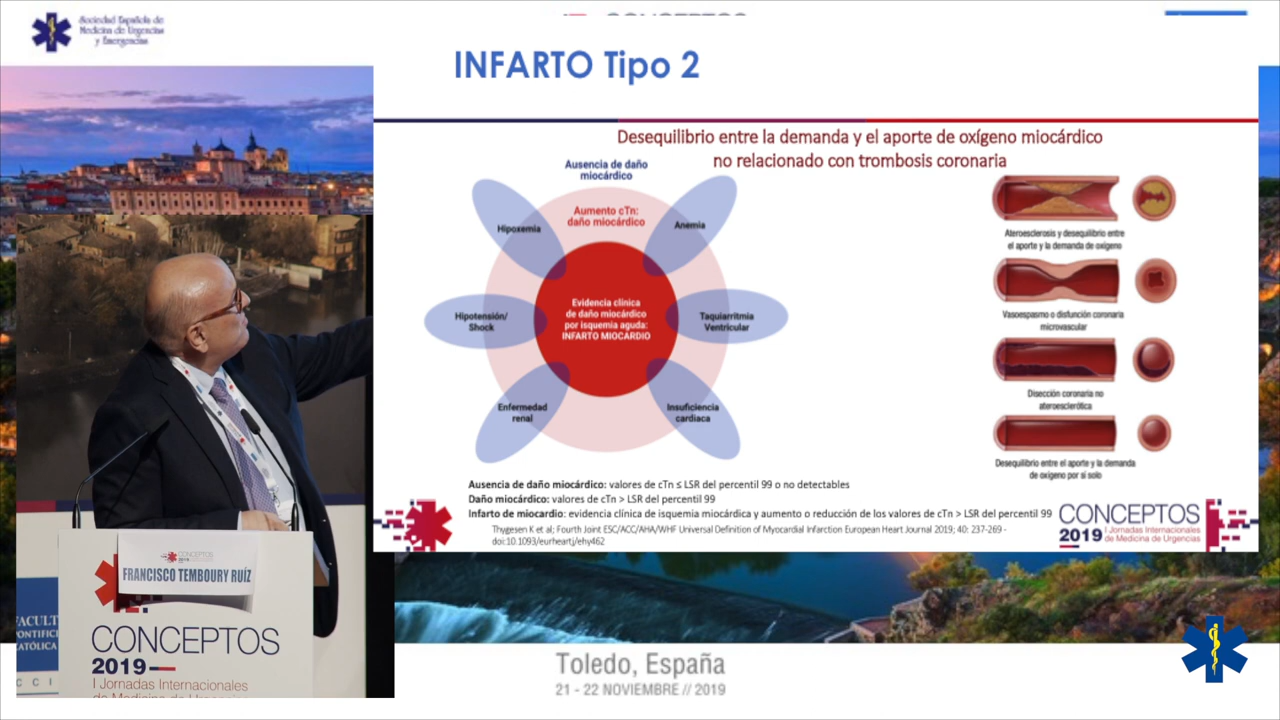 Sociedad Española de
Medicina de Urgencias
y Emergencias
CONCEPTOS
INFARTO Tipo 2
Desequilibrio entre la demanda y el aporte de oxígeno miocárdico
no relacionado con trombosis coronaria
Ausencia de daño
miocárdico
Aumento cTn:
daño miocárdico
Hipoxemia
Anemia
Evidencia clínica
de daño miocárdico
por isquemia aguda:
INFARTO MIOCARDIO
Hipotensión/
Shock
Taquiarritmia
Ventricular
Enfermedad
renal
Insuficiencia
cardiaca
Ateroesclerosis y desequilibrio entre
el aporte y la demanda de oxígeno
Vasoespasmo o disfunción coronaria
microvascular
Disección coronaria no
ateroesclerótica
Desequilibrio entre el aporte y la demanda
de oxígeno por sí solo
Ausencia de daño miocárdico: valores de cTn ≤ LSR del percentil 99 o no detectables
Daño miocárdico: valores de cTn > LSR del percentil 99
Infarto de miocardio: evidencia clínica de isquemia miocárdica y aumento o reducción de los valores de cTn > LSR del percentil 99
Thygesen K et al; Fourth Joint ESC/ACC/AHA/WHF Universal Definition of Myocardial Infarction European Heart Journal 2019; 40: 237-269 -
doi:10.1093/eurheartj/ehy462
CONCEPTOS
2019 I Jornadas Internacionales
de Medicina de Urgencias
CONCEPTOS
2019
FRANCISCO TEMBOURY RUÍZ
FACULT
PONTIFIC
CATÓLICA
C C I
CONCEPTOS
2019
I Jornadas Internacionales
de Medicina de Urgencias
Toledo, España
21 - 22 NOVIEMBRE // 2019